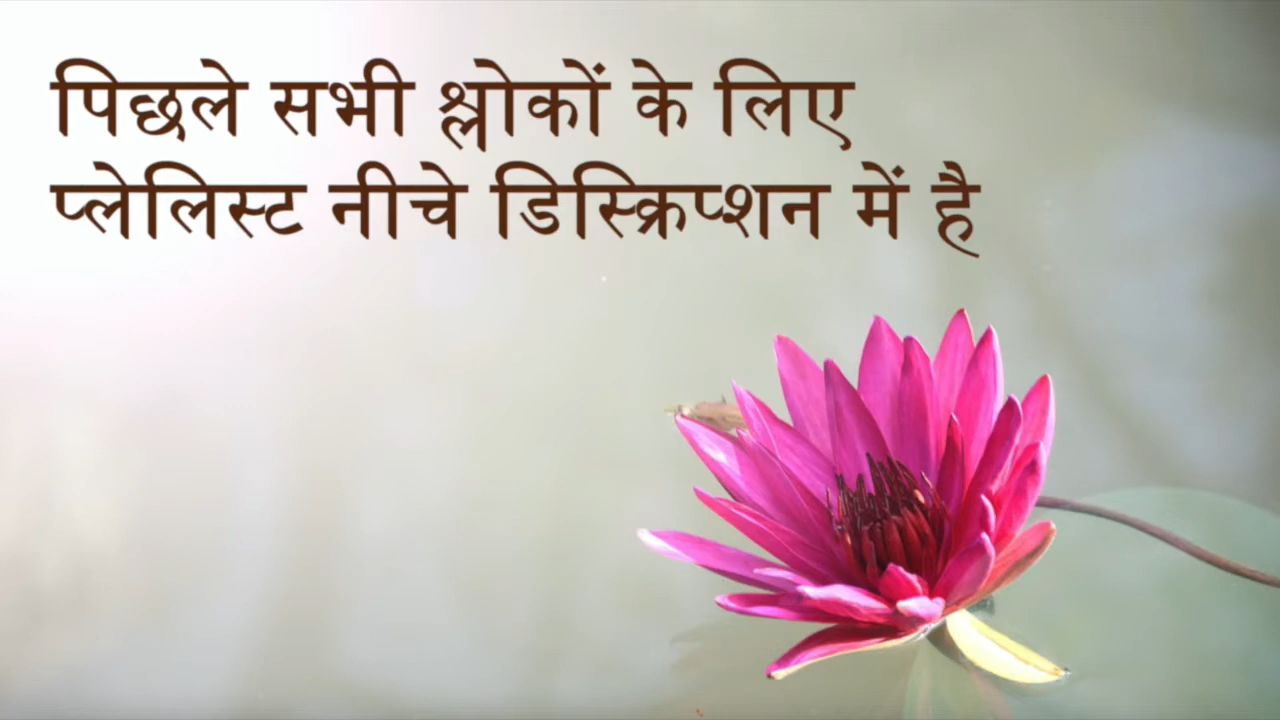 पिछले सभी श्लोकों के लिए
प्लेलिस्ट नीचे डिस्क्रिप्शन में है